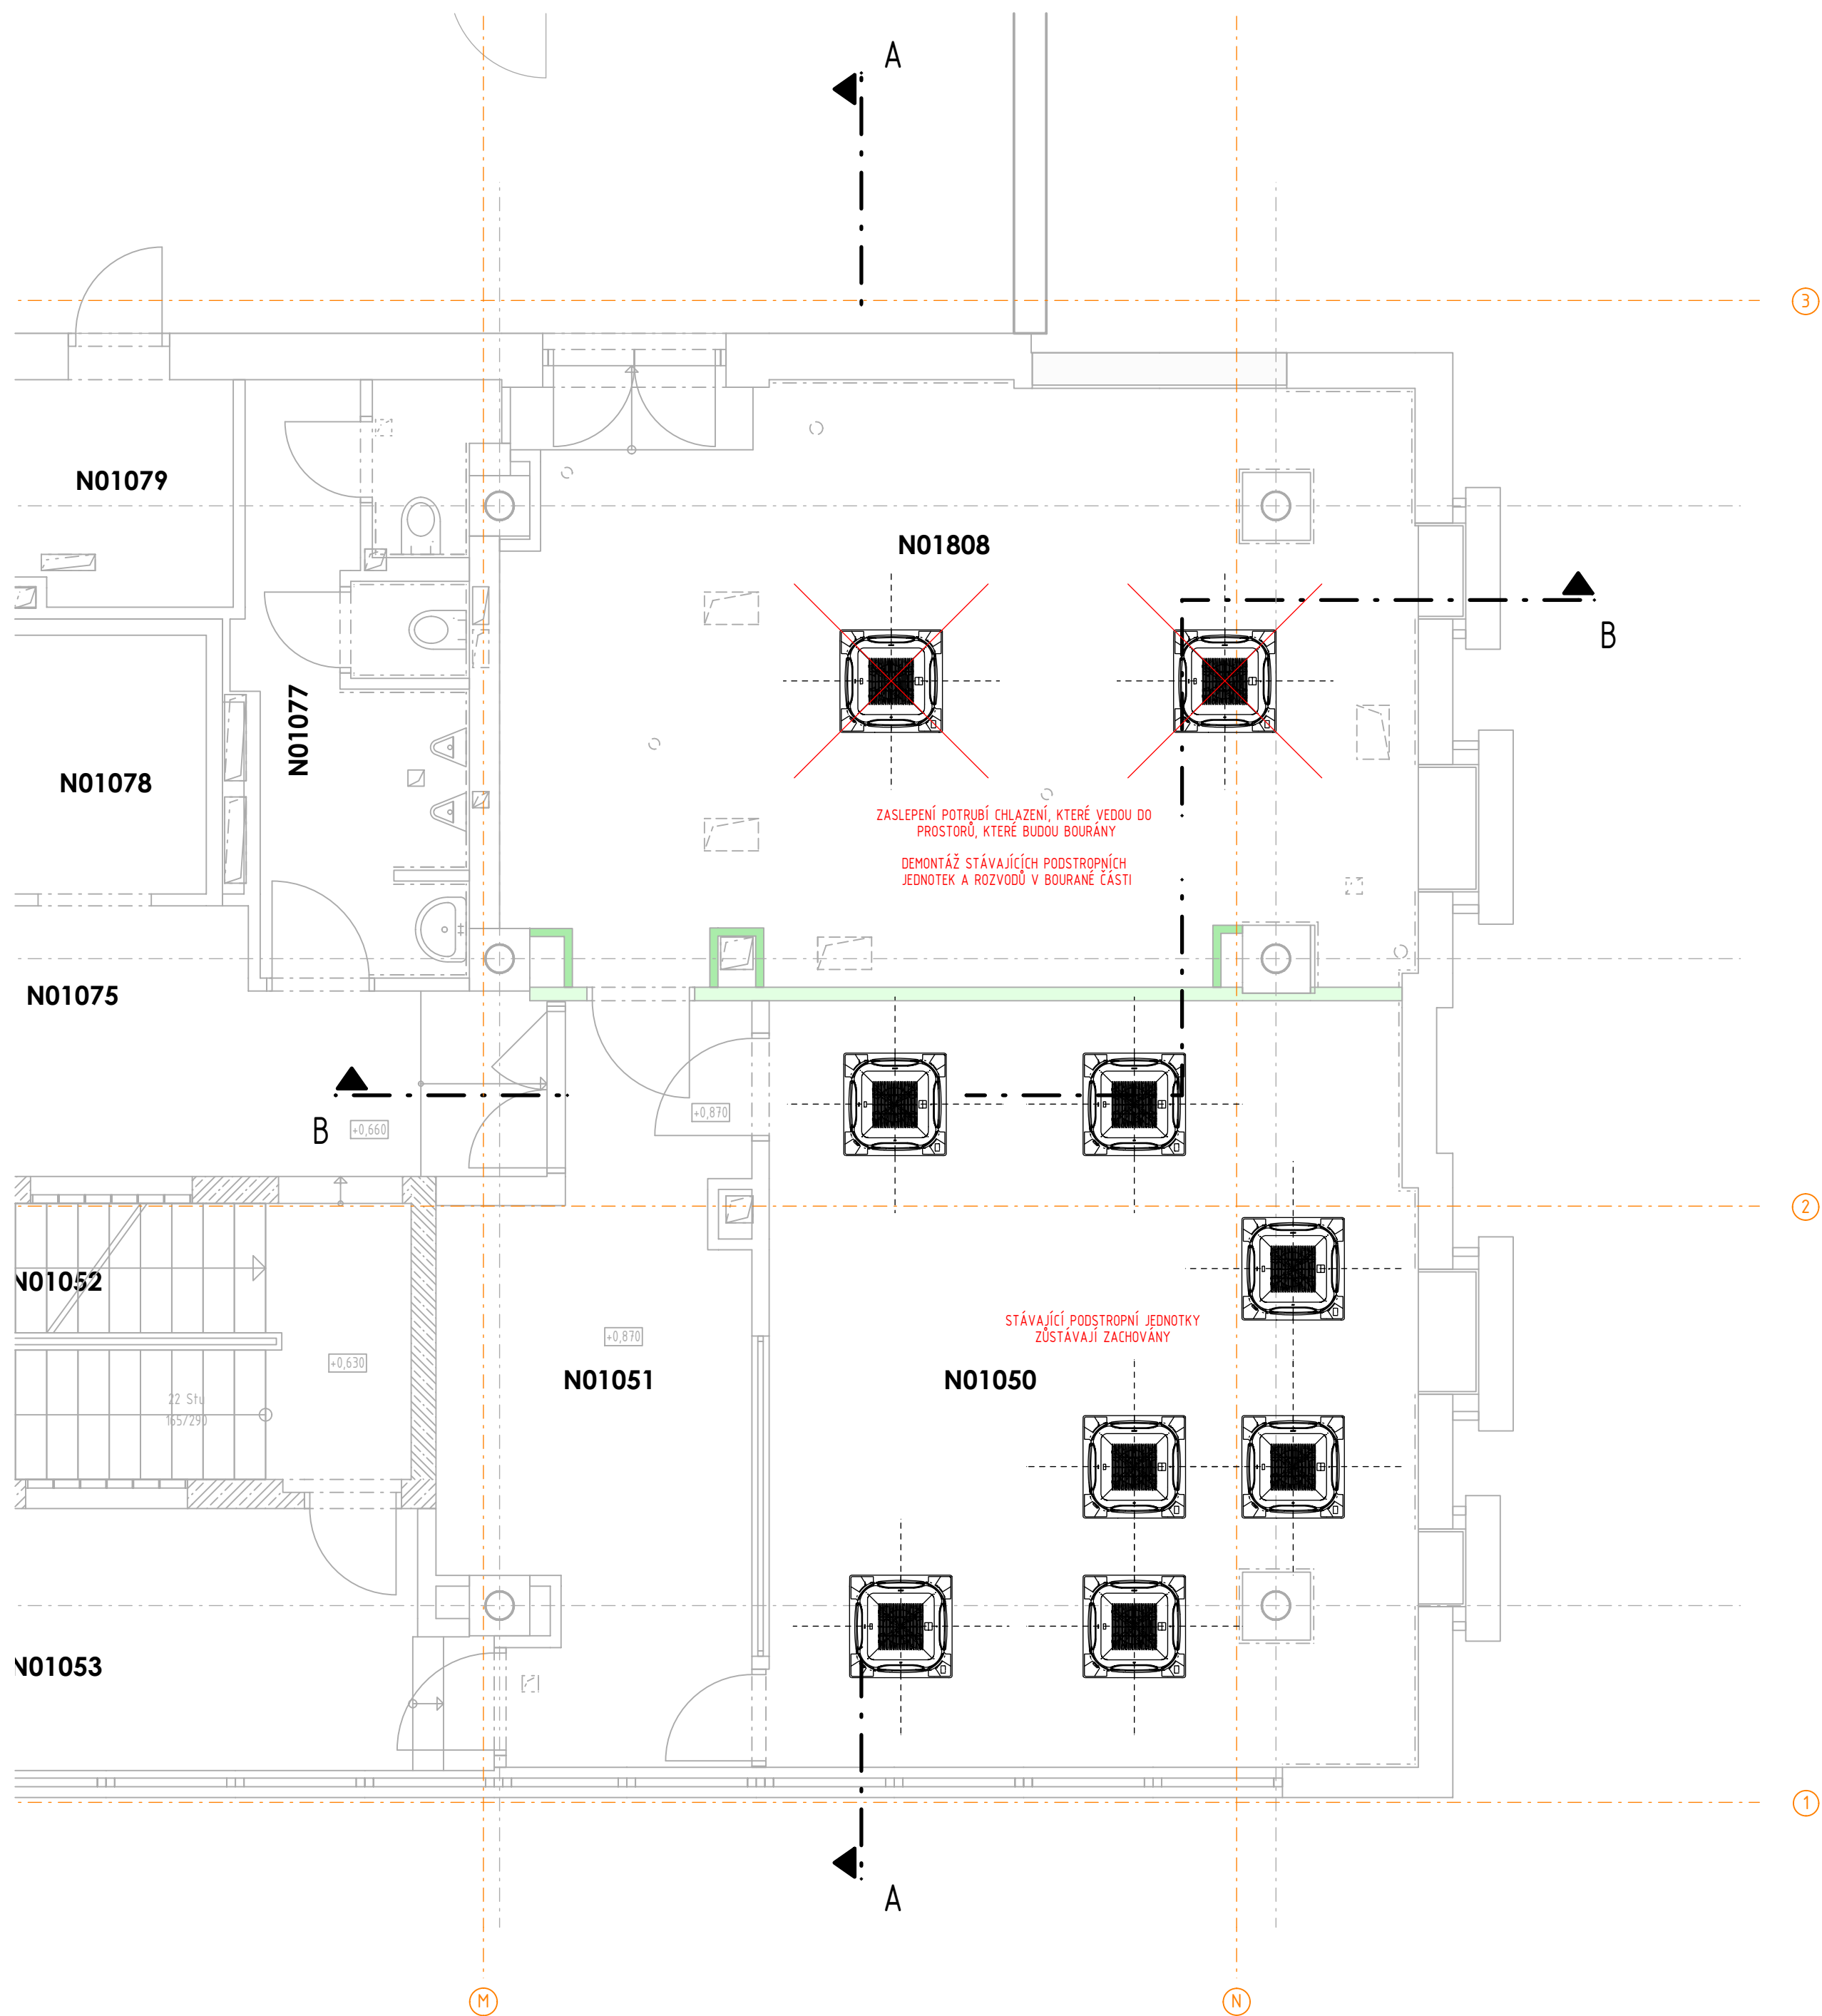 A
3
N01079
N01808
B
N01077
N01078
ZASLEPENÍ POTRUBÍ CHLAZENÍ, KTERÉ VEDOU DO
PROSTORŮ, KTERÉ BUDOU BOURÁNY
DEMONTÁŽ STÁVAJÍCÍCH PODSTROPNÍCH
JEDNOTEK A ROZVODŮ V BOURANÉ ČÁSTI
N01075
+0,870
B
+0,660
2
N01052
STÁVAJÍCÍ PODSTROPNÍ JEDNOTKY
ZŮSTÁVAJÍ ZACHOVÁNY
+0,870
+0,630
N01051
N01050
22 Stu
165/290
N01053
1
A
M
N